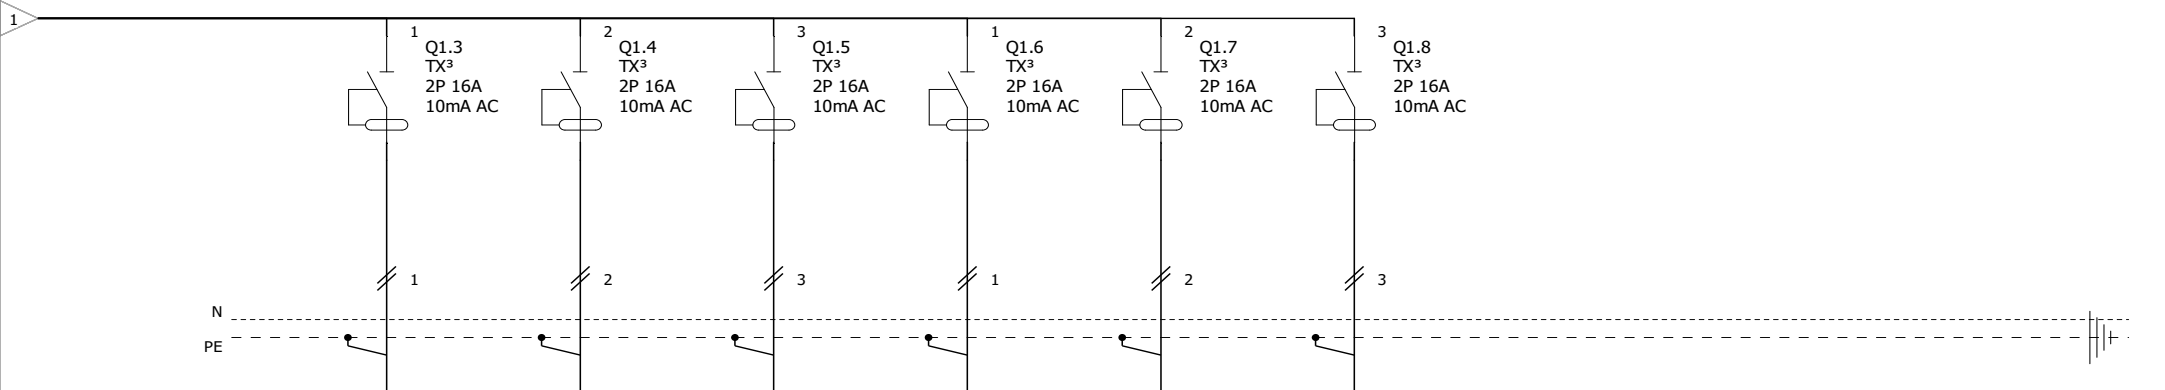 1
1
Q1.3
TX³
2P 16A
10mA AC
2
Q1.4
TX³
2P 16A
10mA AC
3
Q1.5
TX³
2P 16A
10mA AC
1
Q1.6
TX³
2P 16A
10mA AC
2
Q1.7
TX³
2P 16A
10mA AC
3
Q1.8
TX³
2P 16A
10mA AC
1
2
3
1
2
3
N
PE